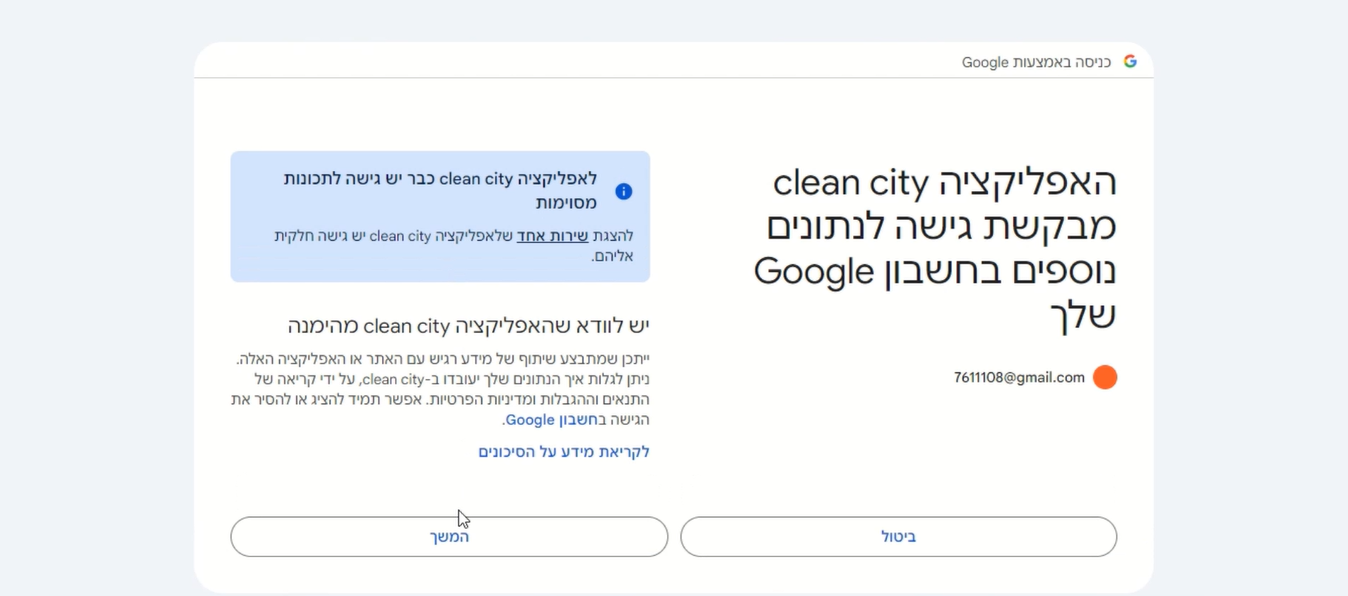 כניסה באמצעות Google
האפליקציה clean city
מבקשת גישה לנתונים
נוספים בחשבון Google
שלך
7611108@gmail.com
לאפליקציה clean city כבר יש גישה לתכונות
מסוימות
להצגת שירות אחד שלאפליקציה clean city יש גישה חלקית
אליהם.
יש לוודא שהאפליקציה clean city מהימנה
ייתכן שמתבצע שיתוף של מידע רגיש עם האתר או האפליקציה האלה.
ניתן לגלות איך הנתונים שלך יעובדו ב-clean city, על ידי קריאה של
התנאים וההגבלות ומדיניות הפרטיות. אפשר תמיד להציג או להסיר את
הגישה בחשבון Google.
לקריאת מידע על הסיכונים
ביטול
המשך